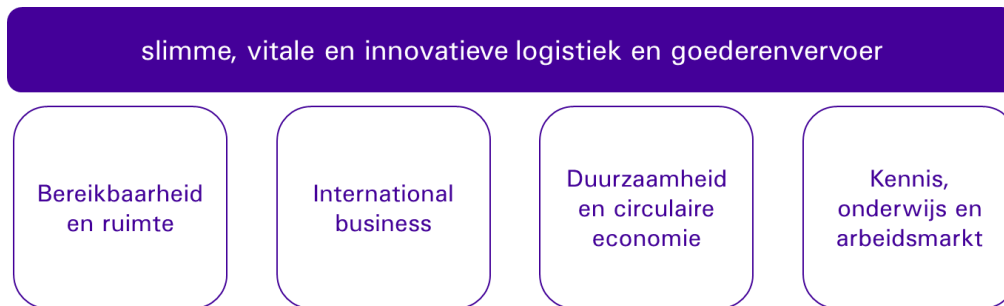 slimme, vitale en innovatieve logistiek en goederenvervoer
Bereikbaarheid
en ruimte
International
business
Duurzaamheid
en circulaire
economie
Kennis,
onderwijs en
arbeidsmarkt